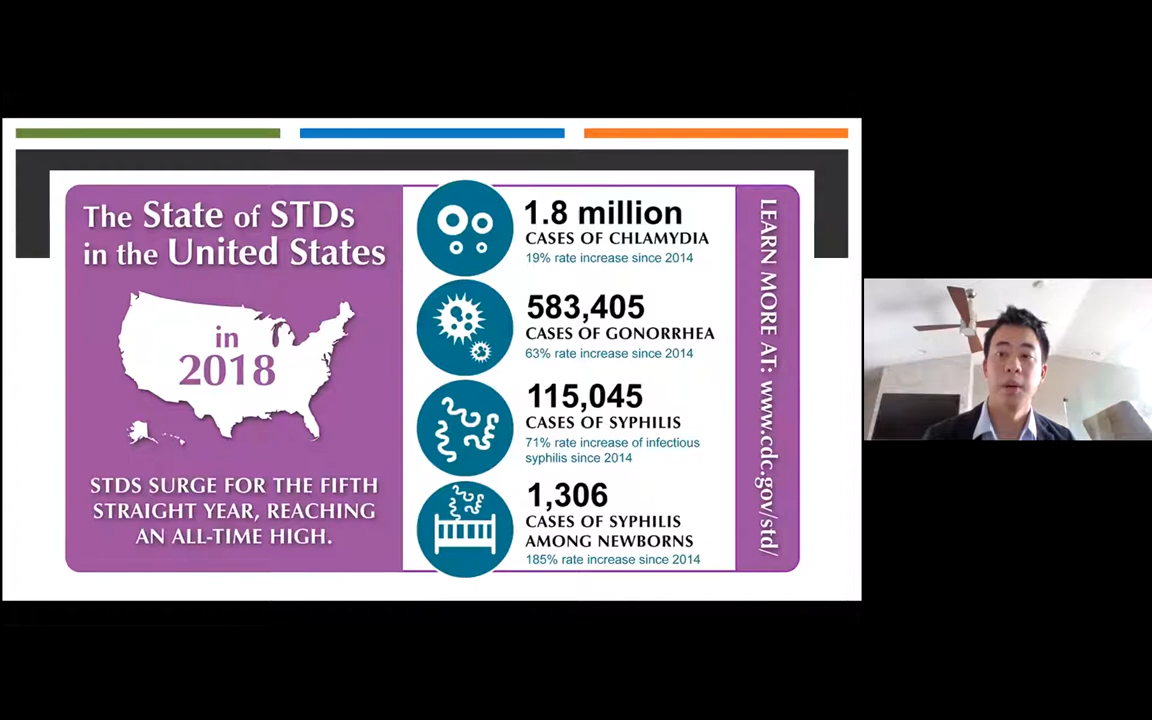 The State of STDs
in the United States
in
2018
STDS SURGE FOR THE FIFTH
STRAIGHT YEAR, REACHING
AN ALL-TIME HIGH.
1.8 million
CASES OF CHLAMYDIA
19% rate increase since 2014
583,405
CASES OF GONORRHEA
63% rate increase since 2014
115,045
CASES OF SYPHILIS
71% rate increase of infectious
syphilis since 2014
1,306
CASES OF SYPHILIS
AMONG NEWBORNS
185% rate increase since 2014
LEARN MORE AT: www.cdc.gov/std/